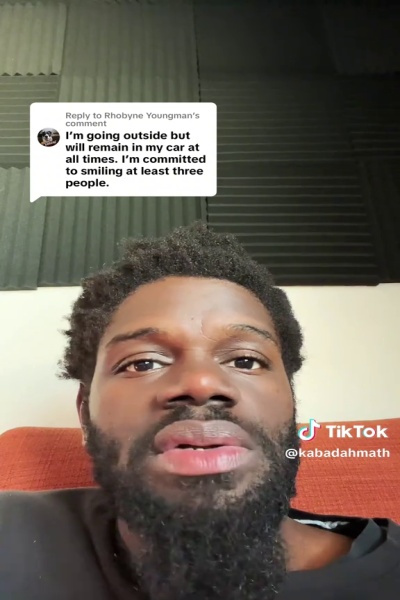 Reply to Rhobyne Youngman's
comment
I'm going outside but
will remain in my car at
all times. I'm committed
to smiling at least three
people.
TikTok
@kabadahmath